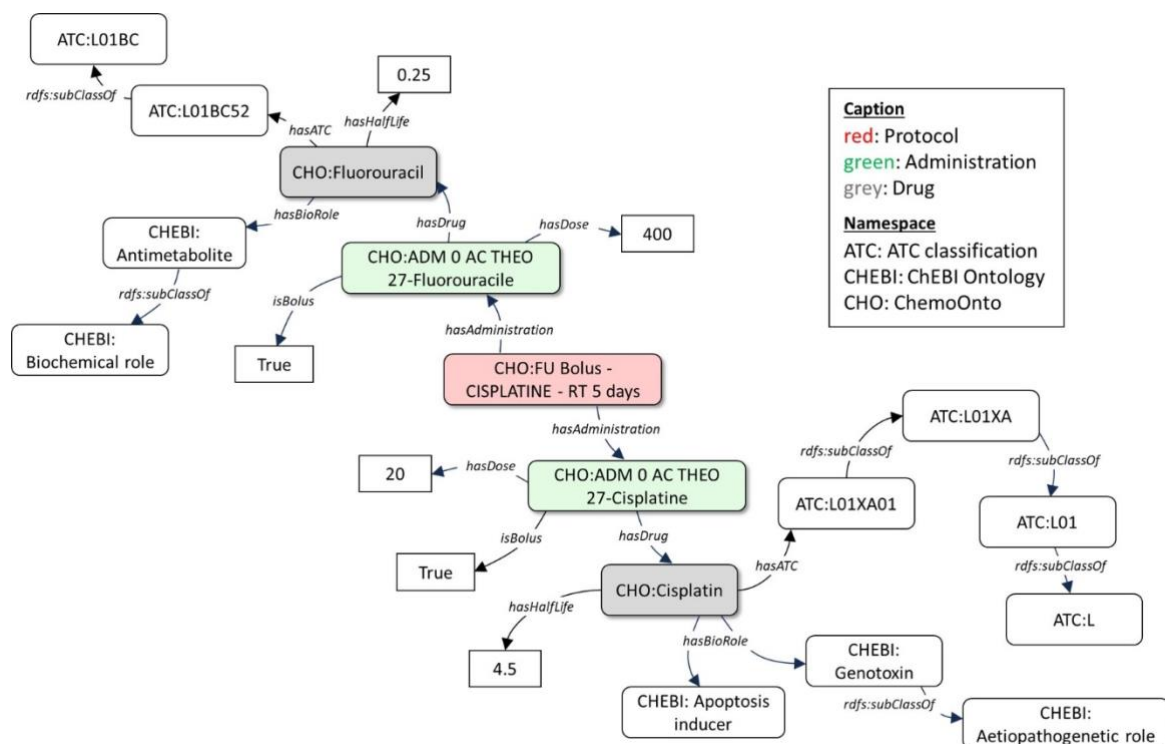 ATC:L01BC
rdfs:subClassOf
ATC:L01BC52
hasATC
0.25
hasHalfLife
CHO:Fluorouracil
hasBioRole
CHEBI:
Antimetabolite
rdfs:subClassOf
CHEBI:
Biochemical role
hasDrug
hasDose
400
CHO:ADM 0 AC THEO
27-Fluorouracile
isBolus
True
hasAdministration
CHO:FU Bolus -
CISPLATINE - RT 5 days
hasAdministration
20
hasDose
CHO:ADM 0 AC THEO
27-Cisplatine
isBolus
True
hasDrug
CHO:Cisplatin
hasHalfLife
4.5
hasATC
ATC:L01XA01
rdfs:subClassOf
ATC:L01XA
rdfs:subClassOf
ATC:L01
rdfs:subClassOf
ATC:L
hasBioRole
CHEBI: Apoptosis
inducer
CHEBI:
Genotoxin
rdfs:subClassOf
CHEBI:
Aetiopathogenetic role
Caption
red: Protocol
green: Administration
grey: Drug
Namespace
ATC: ATC classification
CHEBI: ChEBI Ontology
CHO: ChemoOnto